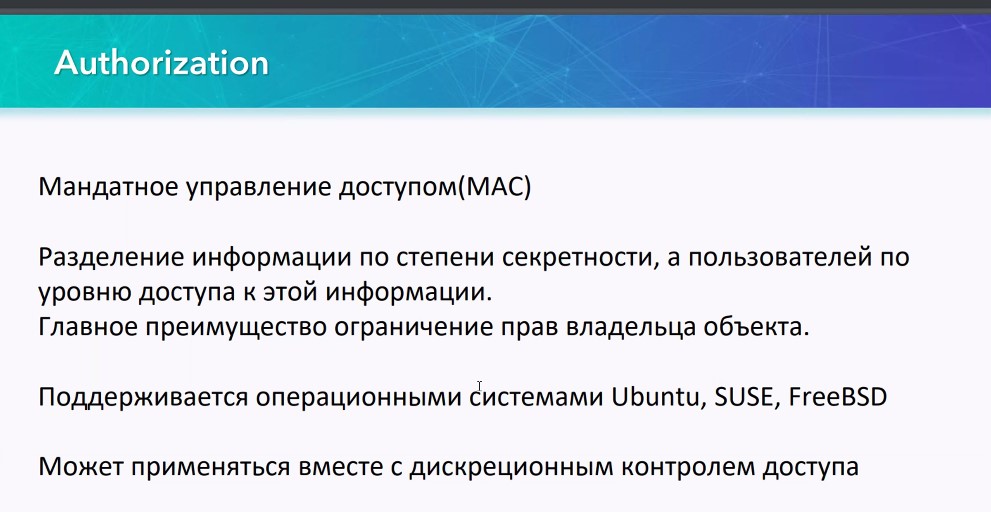 Authorization
Мандатное управление доступом(MAC)
Разделение информации по степени секретности, а пользователей по
уровню доступа к этой информации.
Главное преимущество ограничение прав владельца объекта.
Поддерживается операционными системами Ubuntu, SUSE, FreeBSD
Может применяться вместе с дискреционным контролем доступа